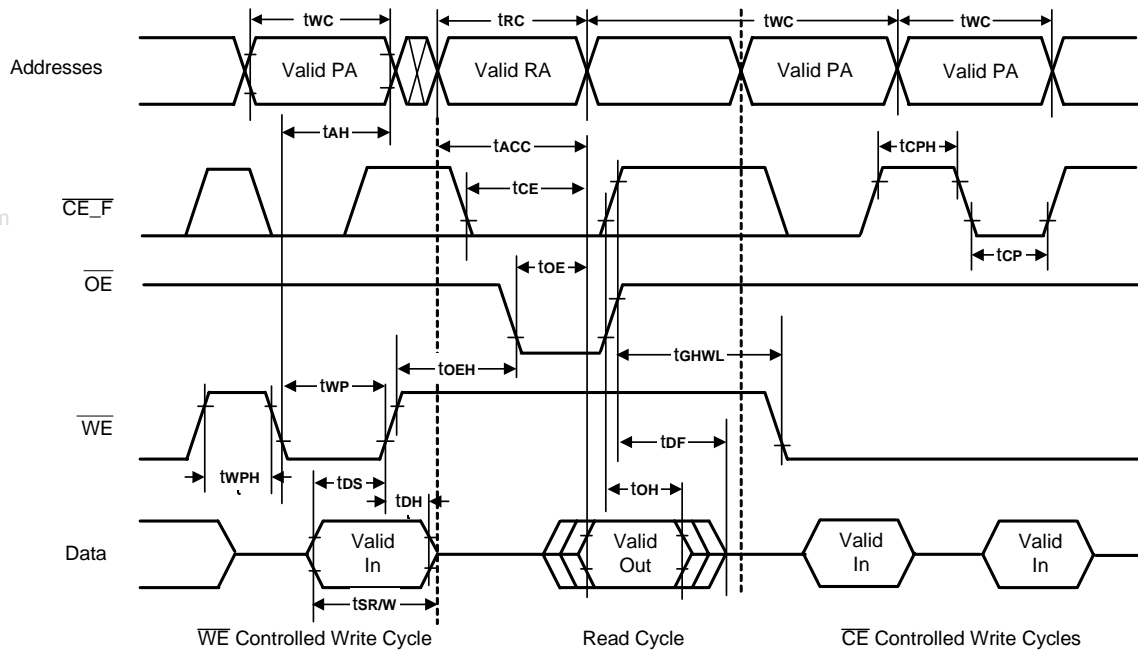 tWC tRC tWC tWC
Addresses Valid PA Valid RA Valid PA Valid PA
tAH tACC tCPH
CE_F tCE
m
tCP
tOE
OE
tGHWL
tOEH
tWP
WE
tDF
tWPH tDS tOH
tDH
Data Valid In Valid Out Valid In Valid In
tSR/W
WE Controlled Write Cycle Read Cycle CE Controlled Write Cycles